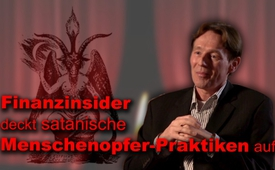 Finanzinsider
deckt satanische
Menschenopfer-Praktiken auf